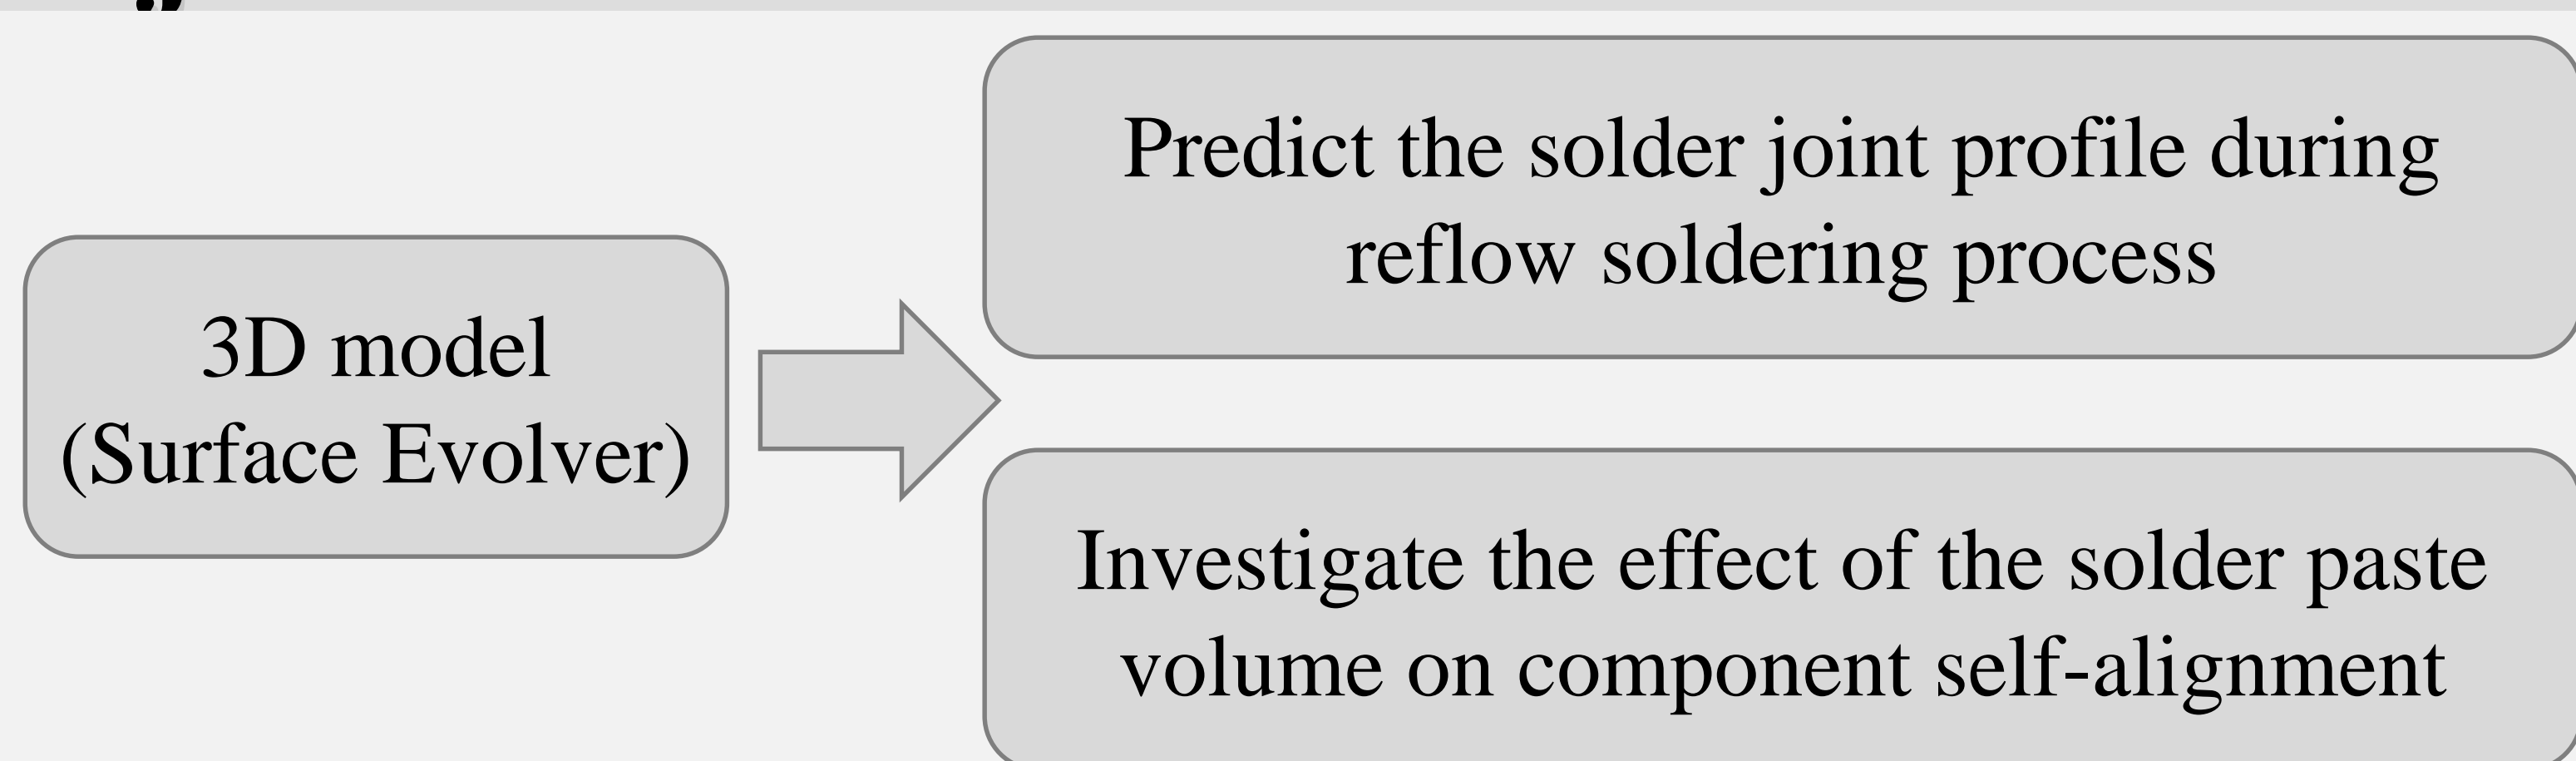 3D model
(Surface Evolver)
Predict the solder joint profile during
reflow soldering process
Investigate the effect of the solder paste
volume on component self-alignment